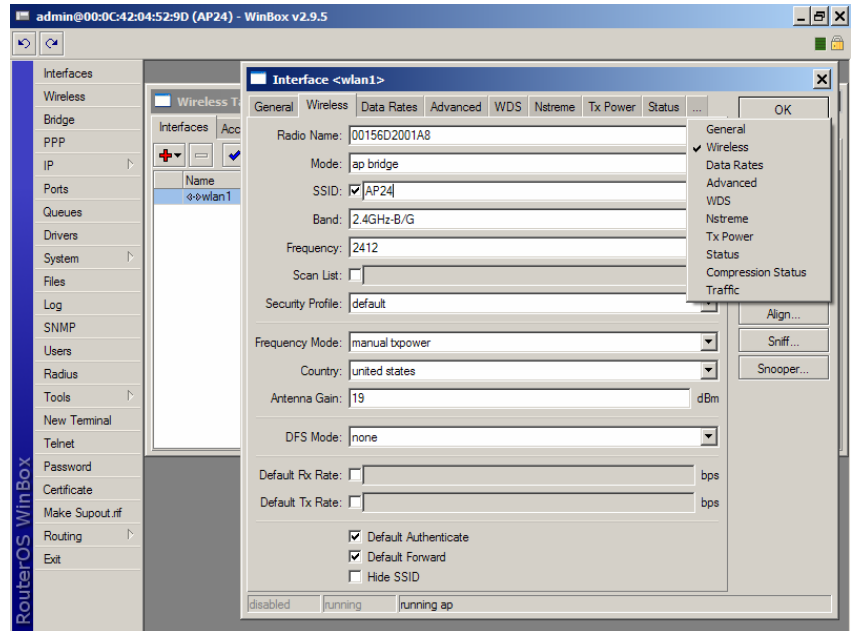 admin@00:0C:42:04:52:9D (AP24) - WinBox v2.9.5
Interfaces
Wireless
Bridge
PPP
IP
Ports
Queues
Drivers
System
Files
Log
SNMP
Users
Radius
Tools
New Terminal
Telnet
Password
Certificate
Make Supout.rif
Routing
Exit
RouterOS WinBox
Wireless
Interfaces
Name
wlan1
Interface <wlan1>
General Wireless Data Rates Advanced WDS Nstreme Tx Power Status ...
Radio Name: 00156D2001A8
Mode: ap bridge
SSID: AP24
Band: 2.4GHz-B/G
Frequency: 2412
Scan List:
Security Profile: default
Frequency Mode: manual txpower
Country: united states
Antenna Gain: 19 dBm
DFS Mode: none
Default Rx Rate: bps
Default Tx Rate: bps
Default Authenticate
Default Forward
Hide SSID
disabled running running ap
OK
General
Wireless
Data Rates
Advanced
WDS
Nstreme
Tx Power
Status
Compression Status
Traffic
Align...
Sniff...
Snooper...